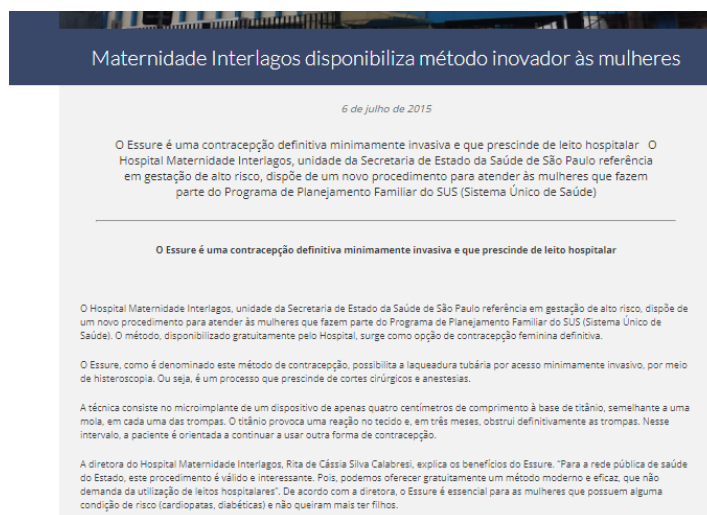 Maternidade Interlagos disponibiliza método inovador às mulheres
6 de julho de 2015
O Essure é uma contracepção definitiva minimamente invasiva e que prescinde de leito hospitalar O
Hospital Maternidade Interlagos, unidade da Secretaria de Estado da Saúde de São Paulo referência
em gestação de alto risco, dispõe de um novo procedimento para atender às mulheres que fazem
parte do Programa de Planejamento Familiar do SUS (Sistema Único de Saúde)
O Essure é uma contracepção definitiva minimamente invasiva e que prescinde de leito hospitalar
O Hospital Maternidade Interlagos, unidade da Secretaria de Estado da Saúde de São Paulo referência em gestação de alto risco, dispõe de
um novo procedimento para atender às mulheres que fazem parte do Programa de Planejamento Familiar do SUS (Sistema Único de
Saúde). O método, disponibilizado gratuitamente pelo Hospital, surge como opção de contracepção feminina definitiva.
O Essure, como é denominado este método de contracepção, possibilita a laqueadura tubária por acesso minimamente invasivo, por meio
de histeroscopia. Ou seja, é um processo que prescinde de cortes cirúrgicos e anestesias.
A técnica consiste no microimplante de um dispositivo de apenas quatro centímetros de comprimento à base de titânio, semelhante a uma
mola, em cada uma das trompas. O titânio provoca uma reação no tecido e, em três meses, obstrui definitivamente as trompas. Nesse
intervalo, a paciente é orientada a continuar a usar outra forma de contracepção.
A diretora do Hospital Maternidade Interlagos, Rita de Cássia Silva Calabresi, explica os benefícios do Essure. "Para a rede pública de saúde
do Estado, este procedimento é válido e interessante. Pois, podemos oferecer gratuitamente um método moderno e eficaz, que não
demanda da utilização de leitos hospitalares". De acordo com a diretora, o Essure é essencial para as mulheres que possuem alguma
condição de risco (cardiopatas, diabéticas) e não queiram mais ter filhos.